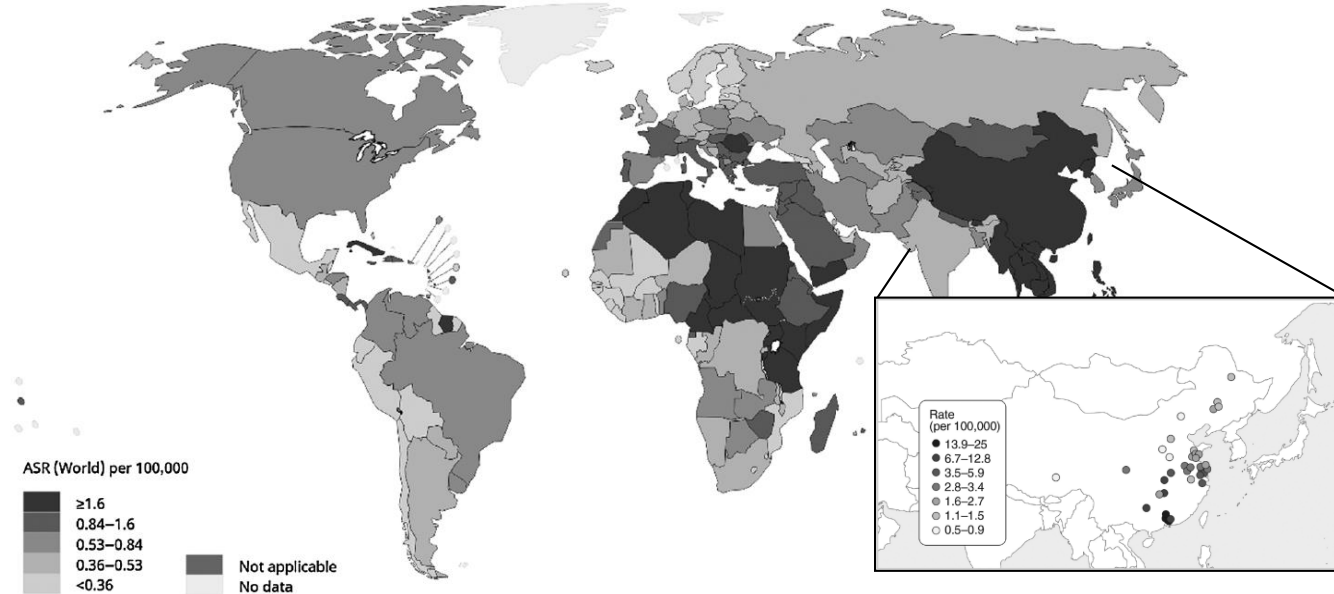 ASR (World) per 100,000
≥1.6
0.84–1.6
0.53–0.84
0.36–0.53
<0.36
Not applicable
No data
Rate
(per 100,000)
13.9–25
6.7–12.8
3.5–5.9
2.8–3.4
1.6–2.7
1.1–1.5
0.5–0.9